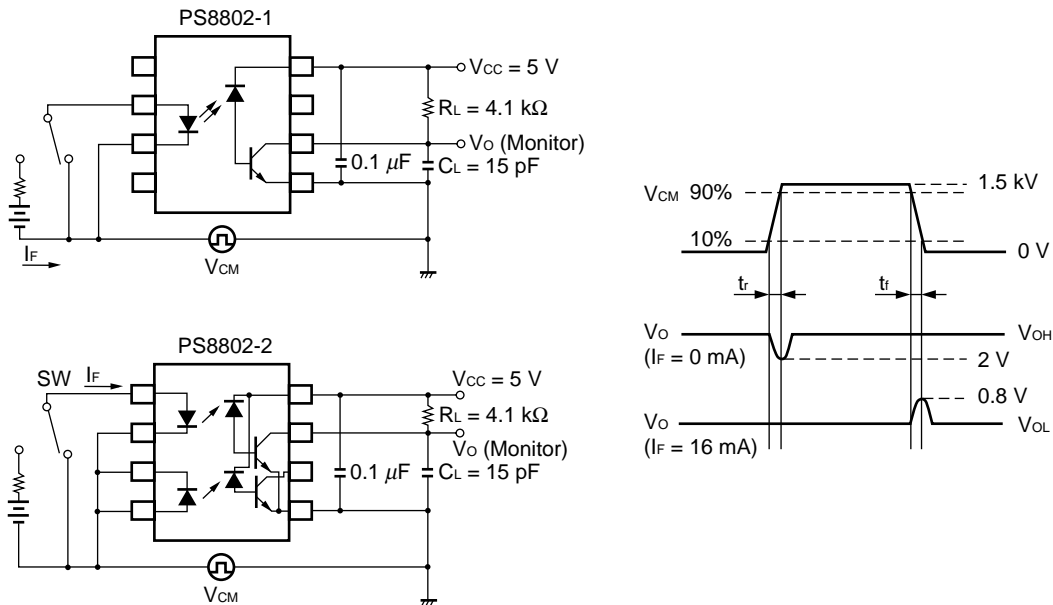 PS8802-1
VCC = 5 V
RL = 4.1 kΩ
VO (Monitor)
0.1 μF
CL = 15 pF
IF
VCM
PS8802-2
SW
IF
VCC = 5 V
RL = 4.1 kΩ
VO (Monitor)
0.1 μF
CL = 15 pF
VCM
VCM 90%
1.5 kV
10%
0 V
tr
tf
VO
VOH
(IF = 0 mA)
2 V
0.8 V
VO
VOL
(IF = 16 mA)